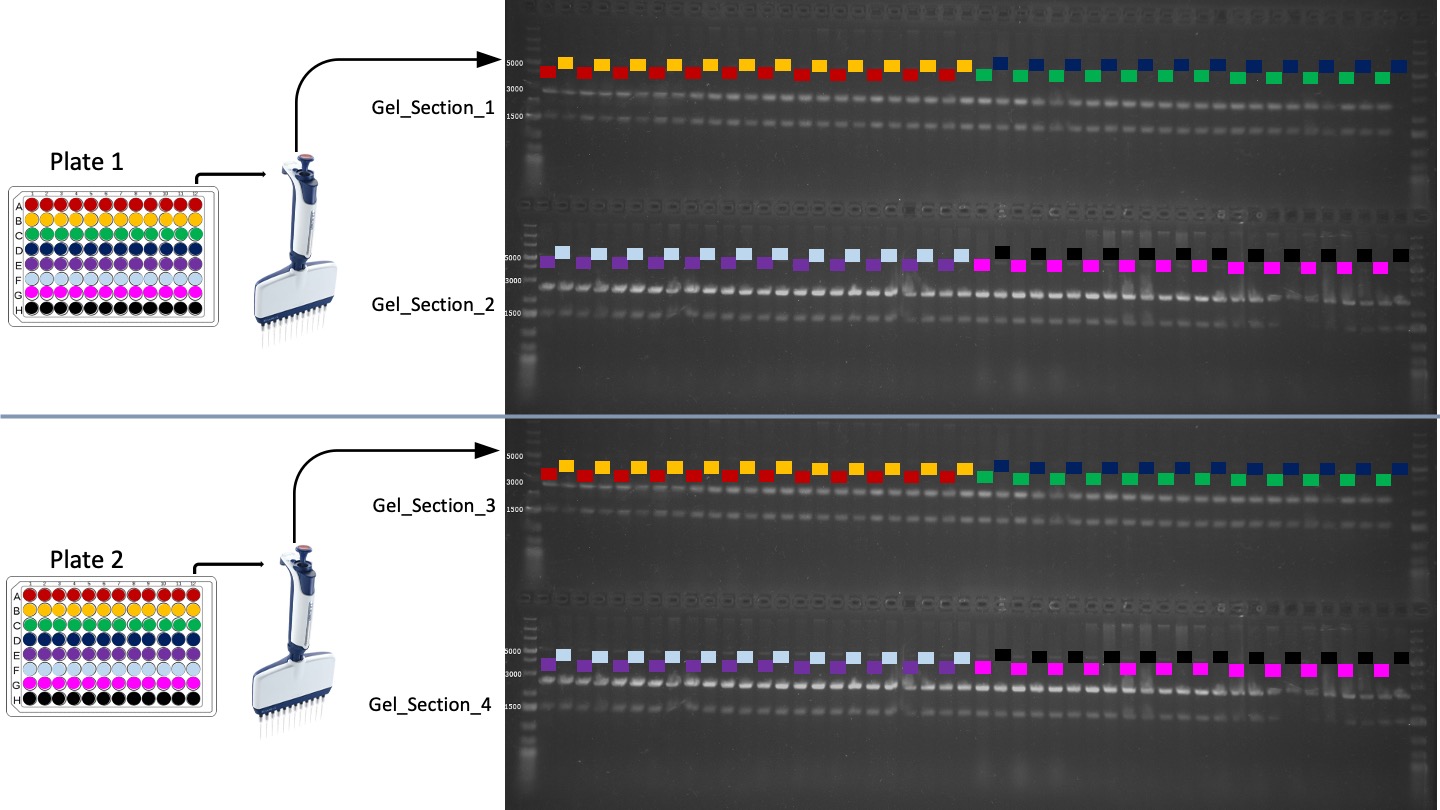 5000
Gel_Section_1
3000
1500
Plate 1
1 2 3 4 5 6 7 8 9 10 11 12
A
B
C
D
E
F
G
H
5000
3000
Gel_Section_2
1500
5000
3000
Gel_Section_3
1500
Plate 2
1 2 3 4 5 6 7 8 9 10 11 12
A
B
C
D
E
F
G
H
5000
3000
Gel_Section_4
1500